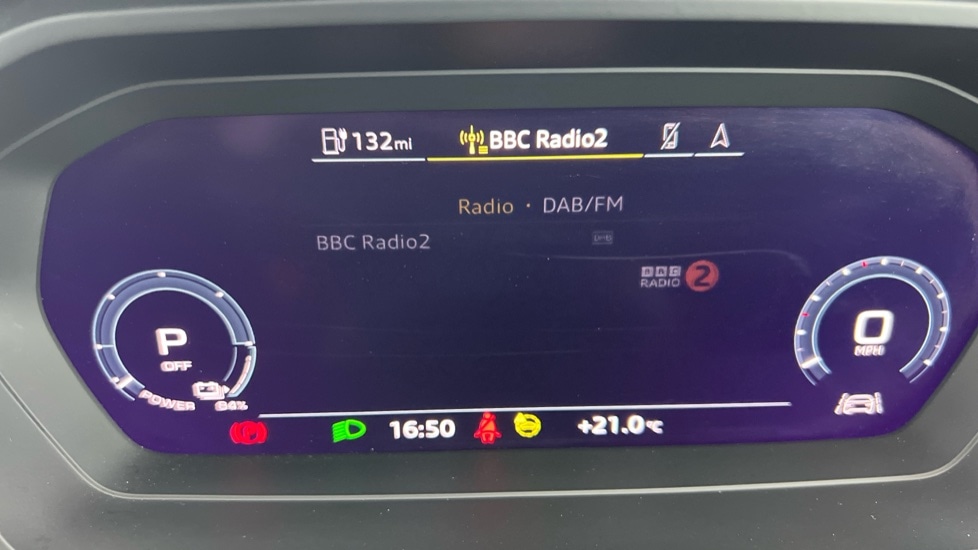 132mi
BBC Radio2
Radio · DAB/FM
BBC Radio2
BBC
RADIO 2
P
OFF
POWER
84%
0
MPH
16:50
+21.0°C